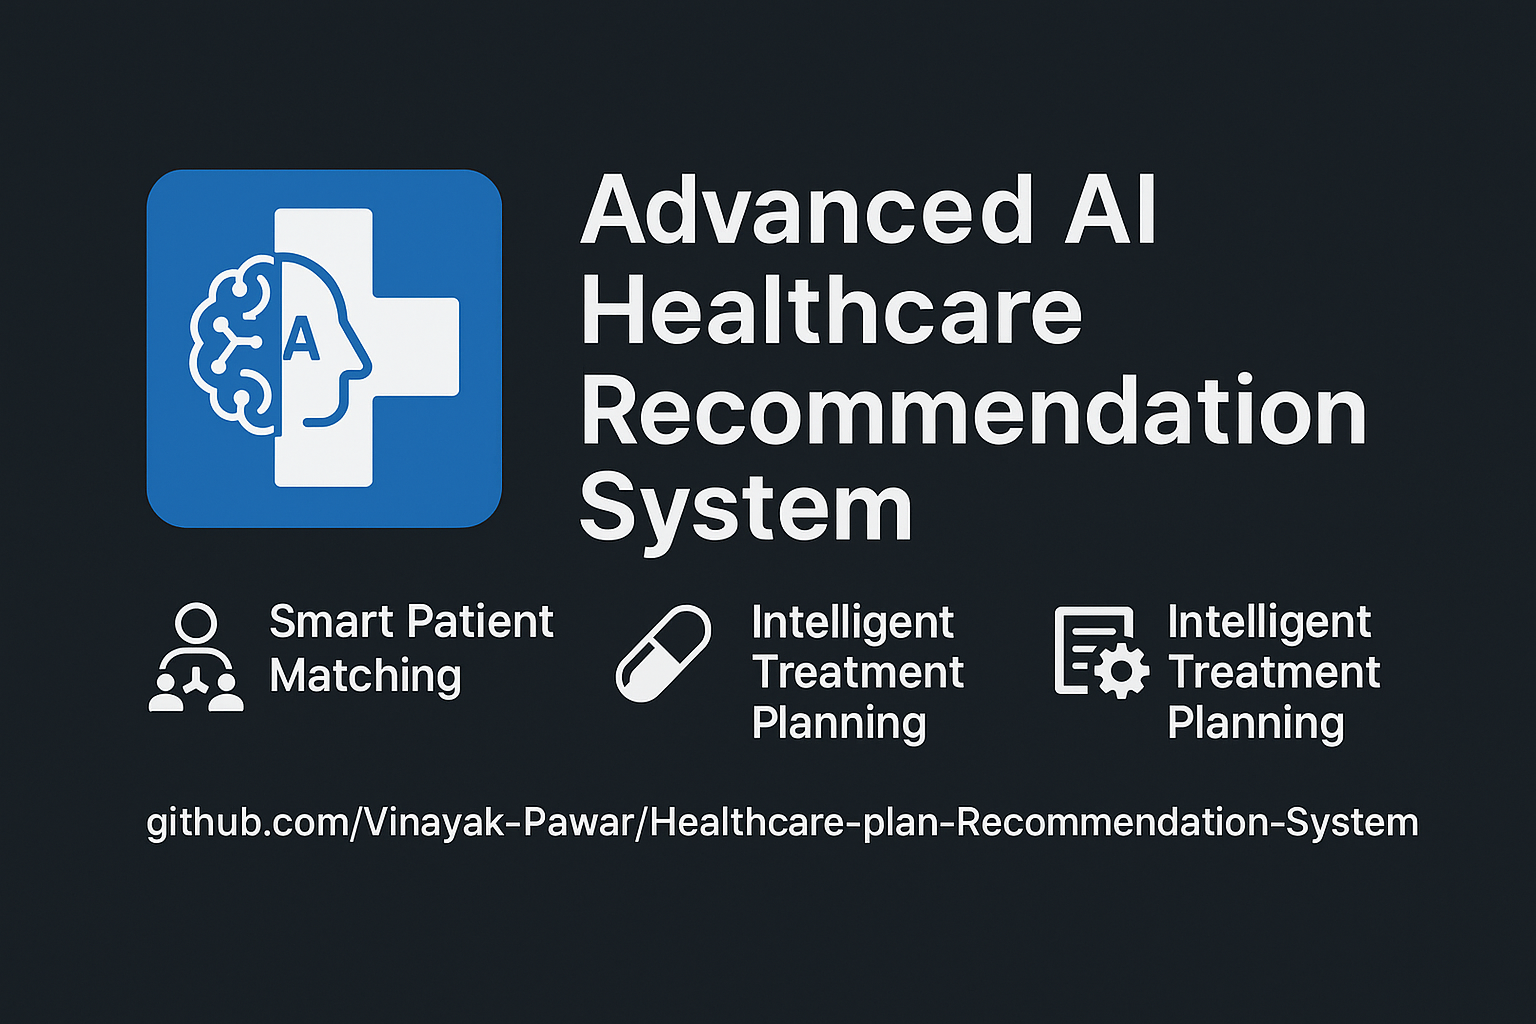 A
Advanced AI
Healthcare
Recommendation
System
Smart Patient
Matching
Intelligent
Treatment
Planning
Intelligent
Treatment
Planning
github.com/Vinayak-Pawar/Healthcare-plan-Recommendation-System